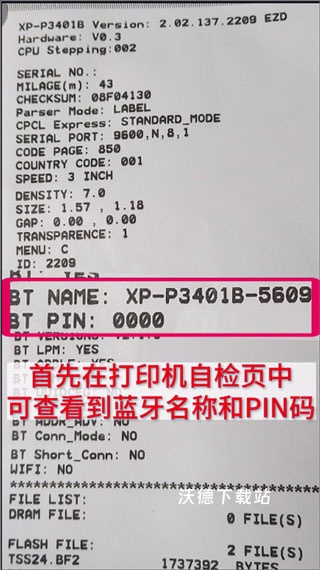 XP-P3401B Version: 2.02.137.2209 EZD
Hardware: V0.3
CPU Stepping:002
SERIAL NO.:
MILAGE(m): 43
CHECKSUM: 08F04130
Parser Mode: LABEL
CPCL Express: STANDARD_MODE
SERIAL PORT: 9600,N,8,1
CODE PAGE: 850
COUNTRY CODE: 001
SPEED: 3 INCH
DENSITY: 7.0
SIZE: 1.57 , 1.18
GAP: 0.00 , 0.00
TRANSPARENCE: 1
MENU: C
ID: 2209
BT NAME: XP-P3401B-5609
BT PIN: 0000
BT LPM: YES
首先在打印机自检页中
可查看到蓝牙名称和PIN码
BT ADDR_ADV: NO
BT Conn_Mode: NO
BT Short_Conn: NO
WIFI: NO
沃德下载站
FILE LIST:
DRAM FILE:
0 FILE(S)
FLASH FILE:
2 FILE(S)
TSS24.BF2
1737392 BYTES